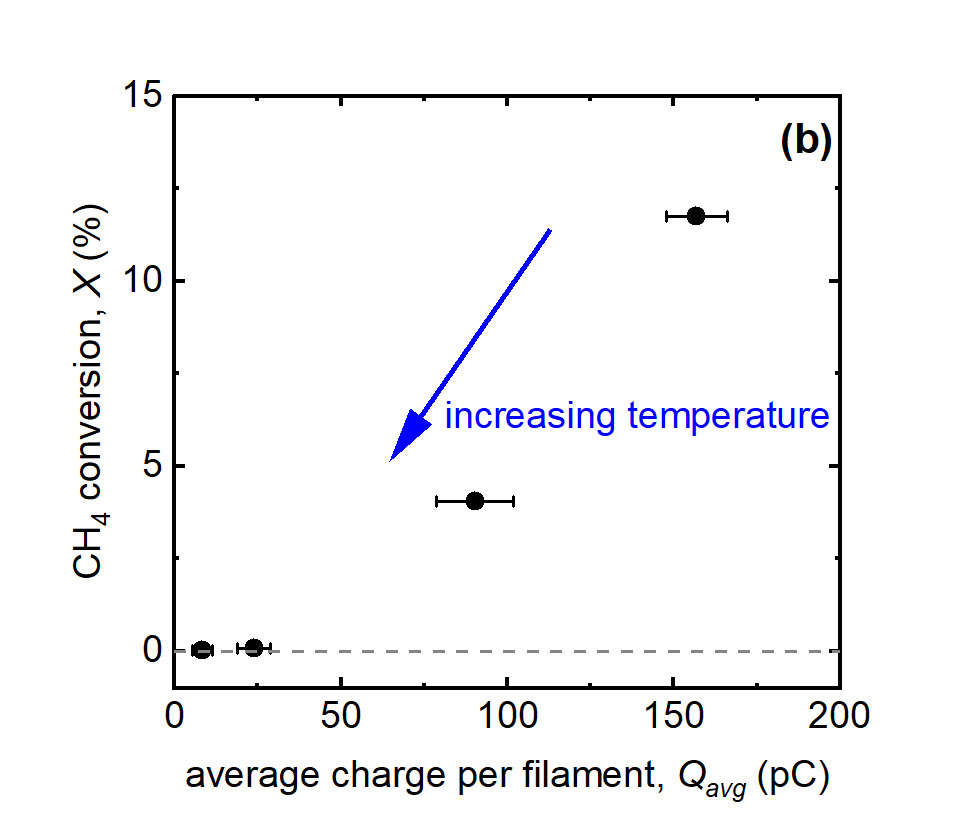 (b)
15
10
5
0
CH4 conversion, X (%)
increasing temperature
0 50 100 150 200
average charge per filament, Qavg (pC)